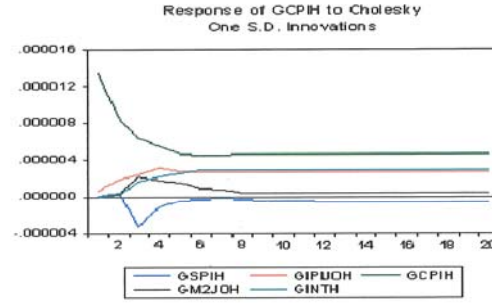 Response of GCPIH to Cholesky
One S.D. Innovations
.000016
.000012
.000008
.000004
.000000
-.000004
2 4 6 8 10 12 14 16 18 20
GSPIH GIPIJOH GCPIH
GM2JOH GINTH